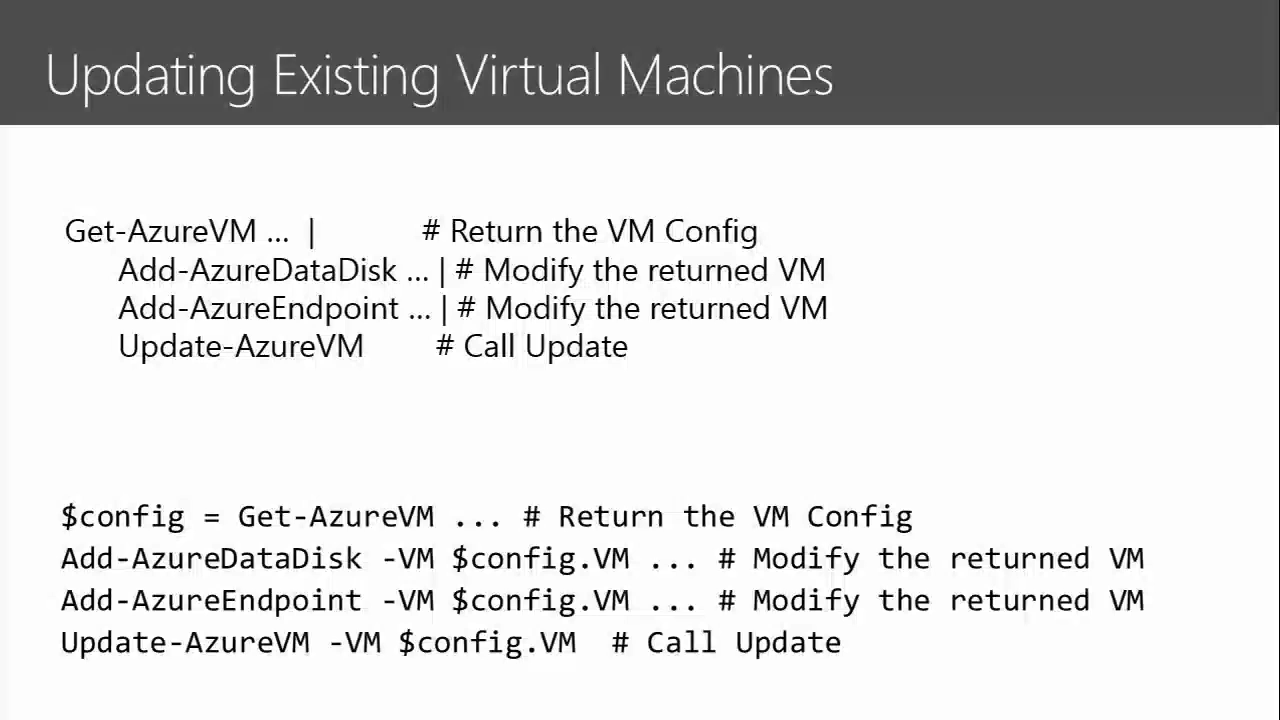 Updating Existing Virtual Machines
Get-AzureVM ... | # Return the VM Config
Add-AzureDataDisk ... | # Modify the returned VM
Add-AzureEndpoint ... | # Modify the returned VM
Update-AzureVM # Call Update
$config = Get-AzureVM ... # Return the VM Config
Add-AzureDataDisk -VM $config.VM ... # Modify the returned VM
Add-AzureEndpoint -VM $config.VM ... # Modify the returned VM
Update-AzureVM -VM $config.VM # Call Update